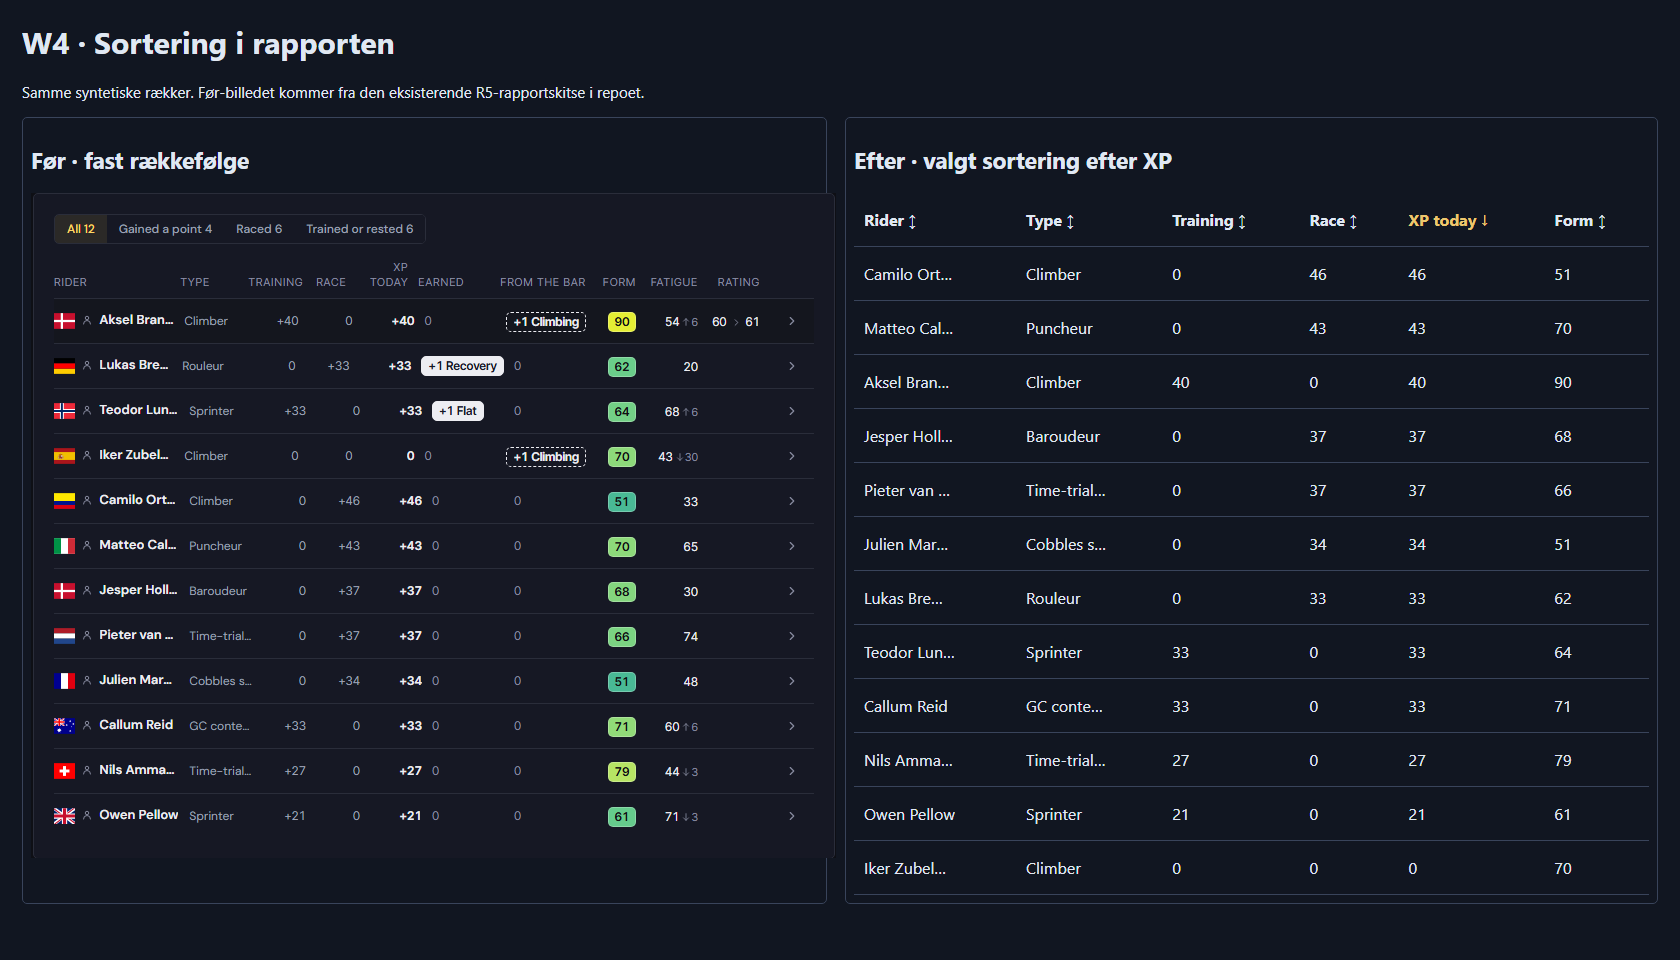 W4 · Sortering i rapporten
Samme syntetiske rækker. Før-billedet kommer fra den eksisterende R5-rapportskitse i repoet.
Før · fast rækkefølge
All 12 Gained a point 4 Raced 6 Trained or rested 6
RIDER TYPE TRAINING RACE XP TODAY EARNED FROM THE BAR FORM FATIGUE RATING
Aksel Bran... Climber +40 0 +40 0 +1 Climbing 90 54 ↑6 60 › 61 ›
Lukas Bre... Rouleur 0 +33 +33 +1 Recovery 0 62 20 ›
Teodor Lun... Sprinter +33 0 +33 +1 Flat 0 64 68 ↑6 ›
Iker Zubel... Climber 0 0 0 0 +1 Climbing 70 43 ↓30 ›
Camilo Ort... Climber 0 +46 +46 0 0 51 33 ›
Matteo Cal... Puncheur 0 +43 +43 0 0 70 65 ›
Jesper Holl... Baroudeur 0 +37 +37 0 0 68 30 ›
Pieter van ... Time-trial... 0 +37 +37 0 0 66 74 ›
Julien Mar... Cobbles s... 0 +34 +34 0 0 51 48 ›
Callum Reid GC conte... +33 0 +33 0 0 71 60 ↑6 ›
Nils Amma... Time-trial... +27 0 +27 0 0 79 44 ↓3 ›
Owen Pellow Sprinter +21 0 +21 0 0 61 71 ↓3 ›
Efter · valgt sortering efter XP
Rider ↕ Type ↕ Training ↕ Race ↕ XP today ↓ Form ↕
Camilo Ort... Climber 0 46 46 51
Matteo Cal... Puncheur 0 43 43 70
Aksel Bran... Climber 40 0 40 90
Jesper Holl... Baroudeur 0 37 37 68
Pieter van ... Time-trial... 0 37 37 66
Julien Mar... Cobbles s... 0 34 34 51
Lukas Bre... Rouleur 0 33 33 62
Teodor Lun... Sprinter 33 0 33 64
Callum Reid GC conte... 33 0 33 71
Nils Amma... Time-trial... 27 0 27 79
Owen Pellow Sprinter 21 0 21 61
Iker Zubel... Climber 0 0 0 70